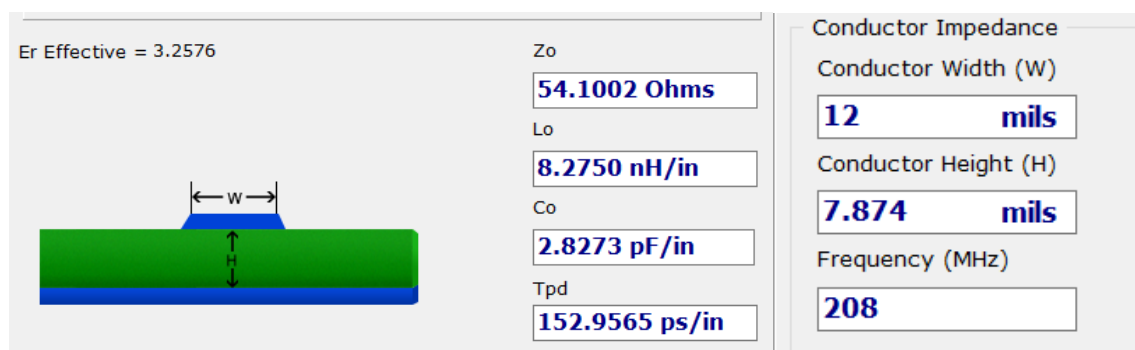 Er Effective = 3.2576
Zo
54.1002 Ohms
Lo
8.2750 nH/in
Co
2.8273 pF/in
Tpd
152.9565 ps/in
W
H
Conductor Impedance
Conductor Width (W)
12 mils
Conductor Height (H)
7.874 mils
Frequency (MHz)
208